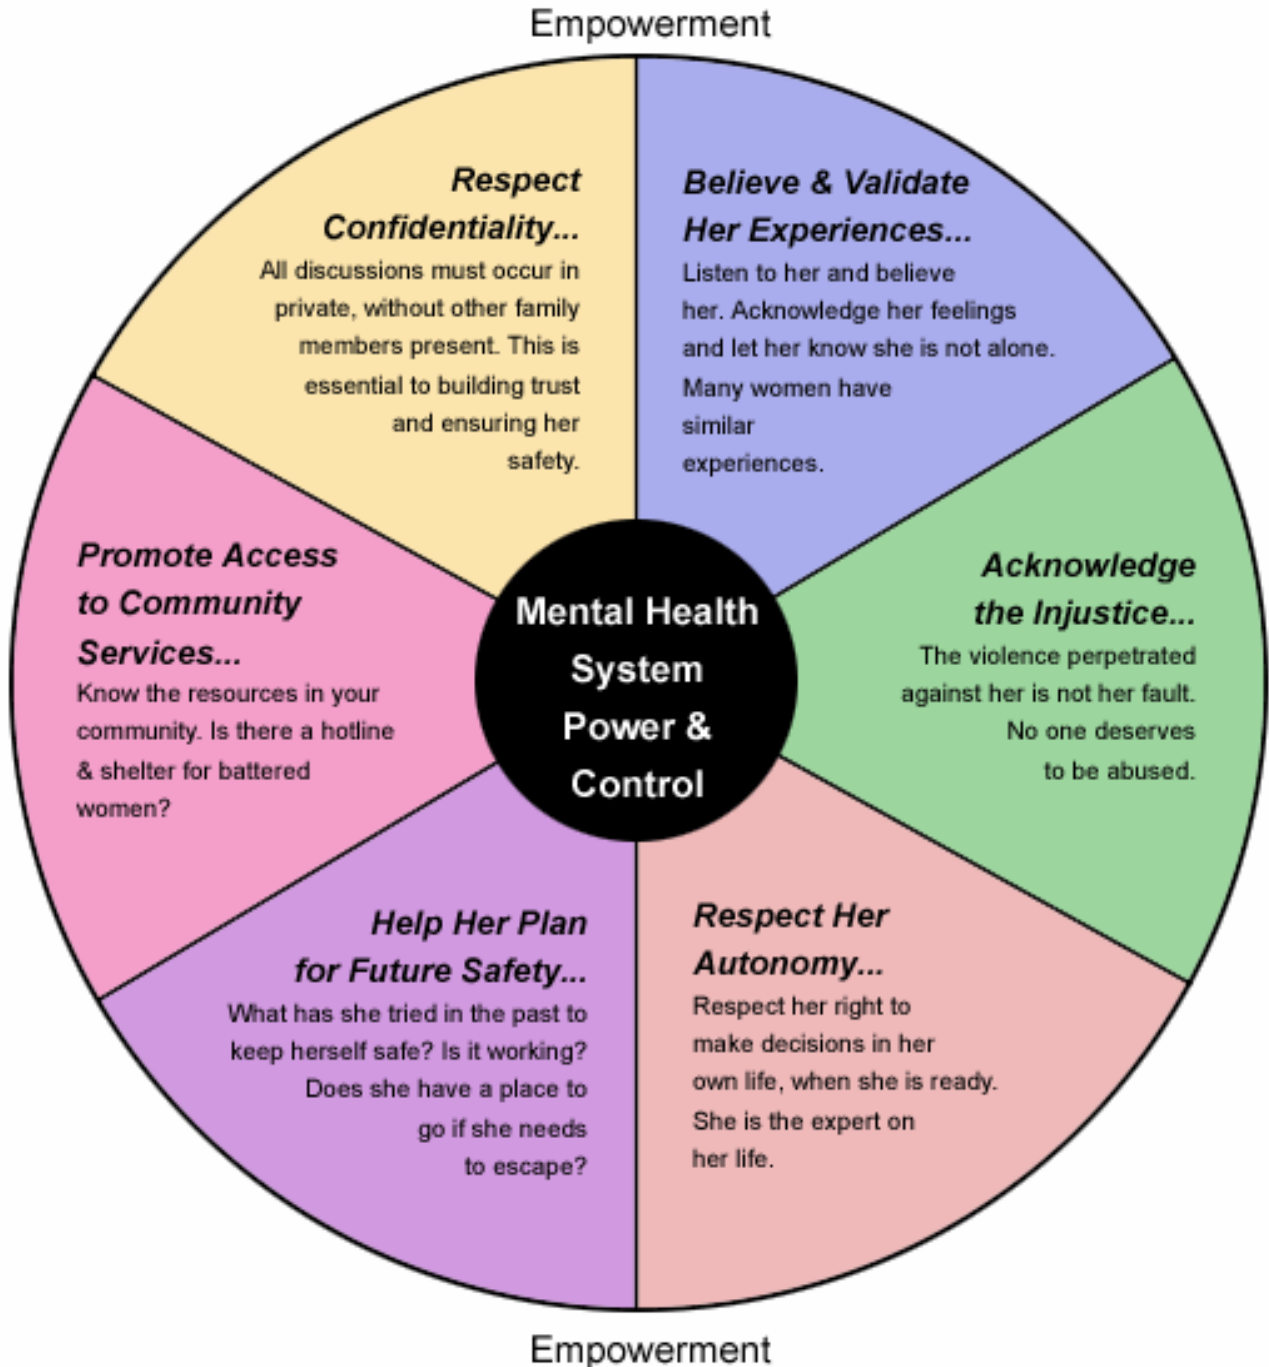 Empowerment
Respect
Confidentiality...
All discussions must occur in
private, without other family
members present. This is
essential to building trust
and ensuring her
safety.
Believe & Validate
Her Experiences...
Listen to her and believe
her. Acknowledge her feelings
and let her know she is not alone.
Many women have
similar
experiences.
Promote Access
to Community
Services...
Know the resources in your
community. Is there a hotline
& shelter for battered
women?
Mental Health
System
Power &
Control
Acknowledge
the Injustice...
The violence perpetrated
against her is not her fault.
No one deserves
to be abused.
Help Her Plan
for Future Safety...
What has she tried in the past to
keep herself safe? Is it working?
Does she have a place to
go if she needs
to escape?
Respect Her
Autonomy...
Respect her right to
make decisions in her
own life, when she is ready.
She is the expert on
her life.
Empowerment